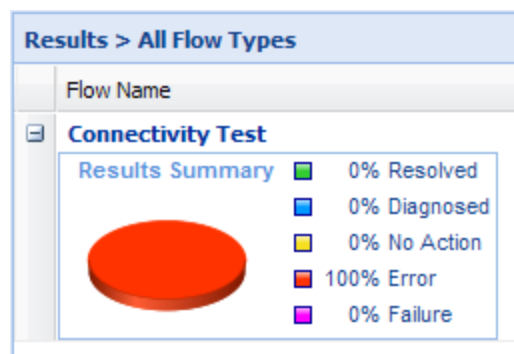 Results > All Flow Types
Flow Name
Connectivity Test
Results Summary
0% Resolved
0% Diagnosed
0% No Action
100% Error
0% Failure